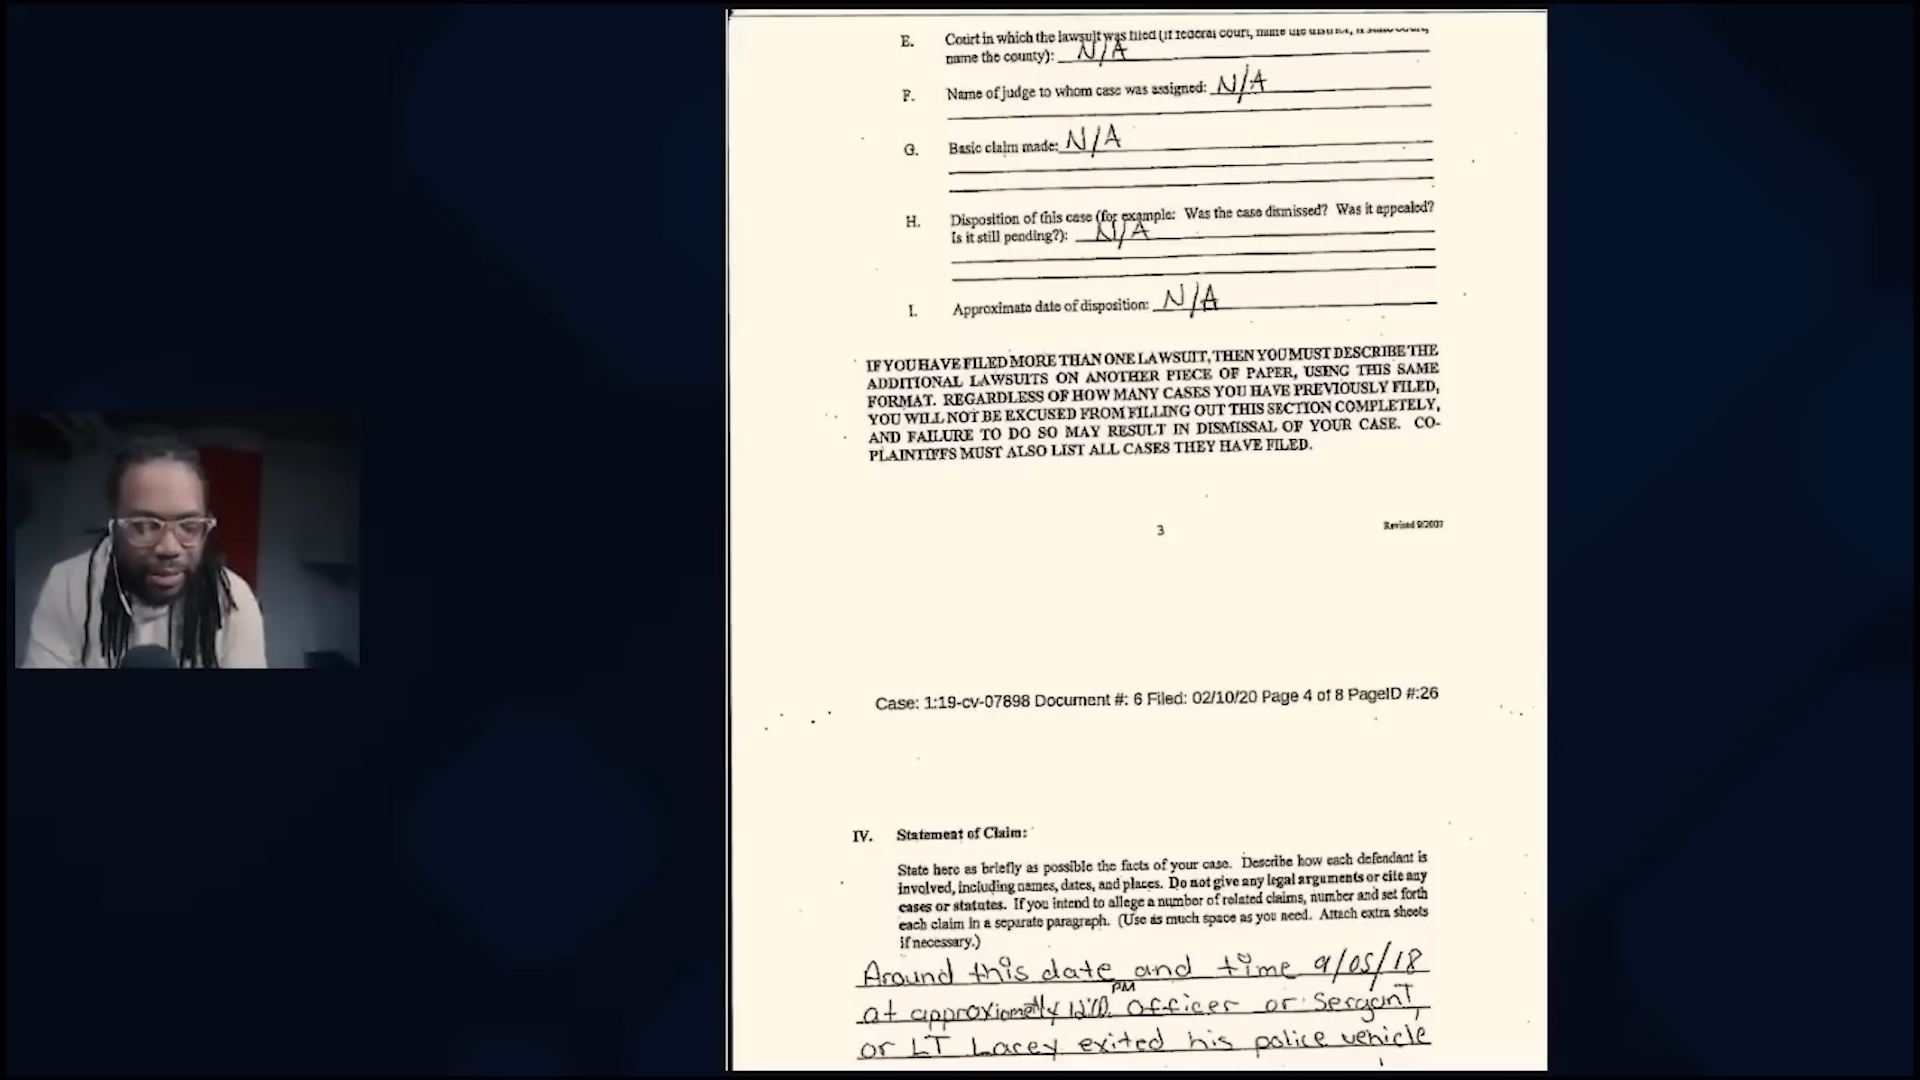 E. Court in which the lawsuit was filed (if federal court, name the district; if state court,
name the county): N/A
F. Name of judge to whom case was assigned: N/A
G. Basic claim made: N/A
H. Disposition of this case (for example: Was the case dismissed? Was it appealed?
Is it still pending?): N/A
I. Approximate date of disposition: N/A
IF YOU HAVE FILED MORE THAN ONE LAWSUIT, THEN YOU MUST DESCRIBE THE
ADDITIONAL LAWSUITS ON ANOTHER PIECE OF PAPER, USING THIS SAME
FORMAT. REGARDLESS OF HOW MANY CASES YOU HAVE PREVIOUSLY FILED,
YOU WILL NOT BE EXCUSED FROM FILLING OUT THIS SECTION COMPLETELY,
AND FAILURE TO DO SO MAY RESULT IN DISMISSAL OF YOUR CASE. CO-
PLAINTIFFS MUST ALSO LIST ALL CASES THEY HAVE FILED.
3
Revised 9/2007
Case: 1:19-cv-07898 Document #: 6 Filed: 02/10/20 Page 4 of 8 PageID #:26
IV. Statement of Claim:
State here as briefly as possible the facts of your case. Describe how each defendant is
involved, including names, dates, and places. Do not give any legal arguments or cite any
cases or statutes. If you intend to allege a number of related claims, number and set forth
each claim in a separate paragraph. (Use as much space as you need. Attach extra sheets
if necessary.)
Around this date and time 9/05/18
at PM Officer or Sergant
or LT Lacey exited his police vehicle